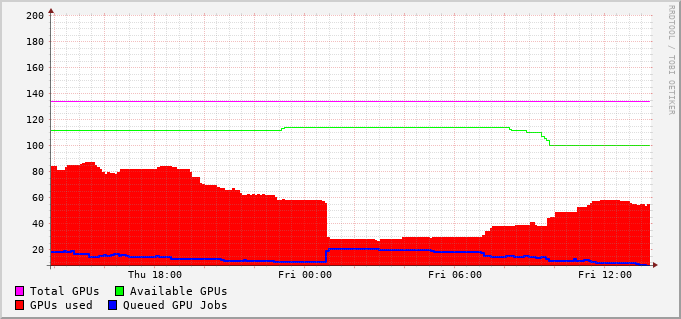 RRDTOOL / TOBI OETIKER
200
180
160
140
120
100
80
60
40
20
Thu 18:00 Fri 00:00 Fri 06:00 Fri 12:00
Total GPUs Available GPUs
GPUs used Queued GPU Jobs